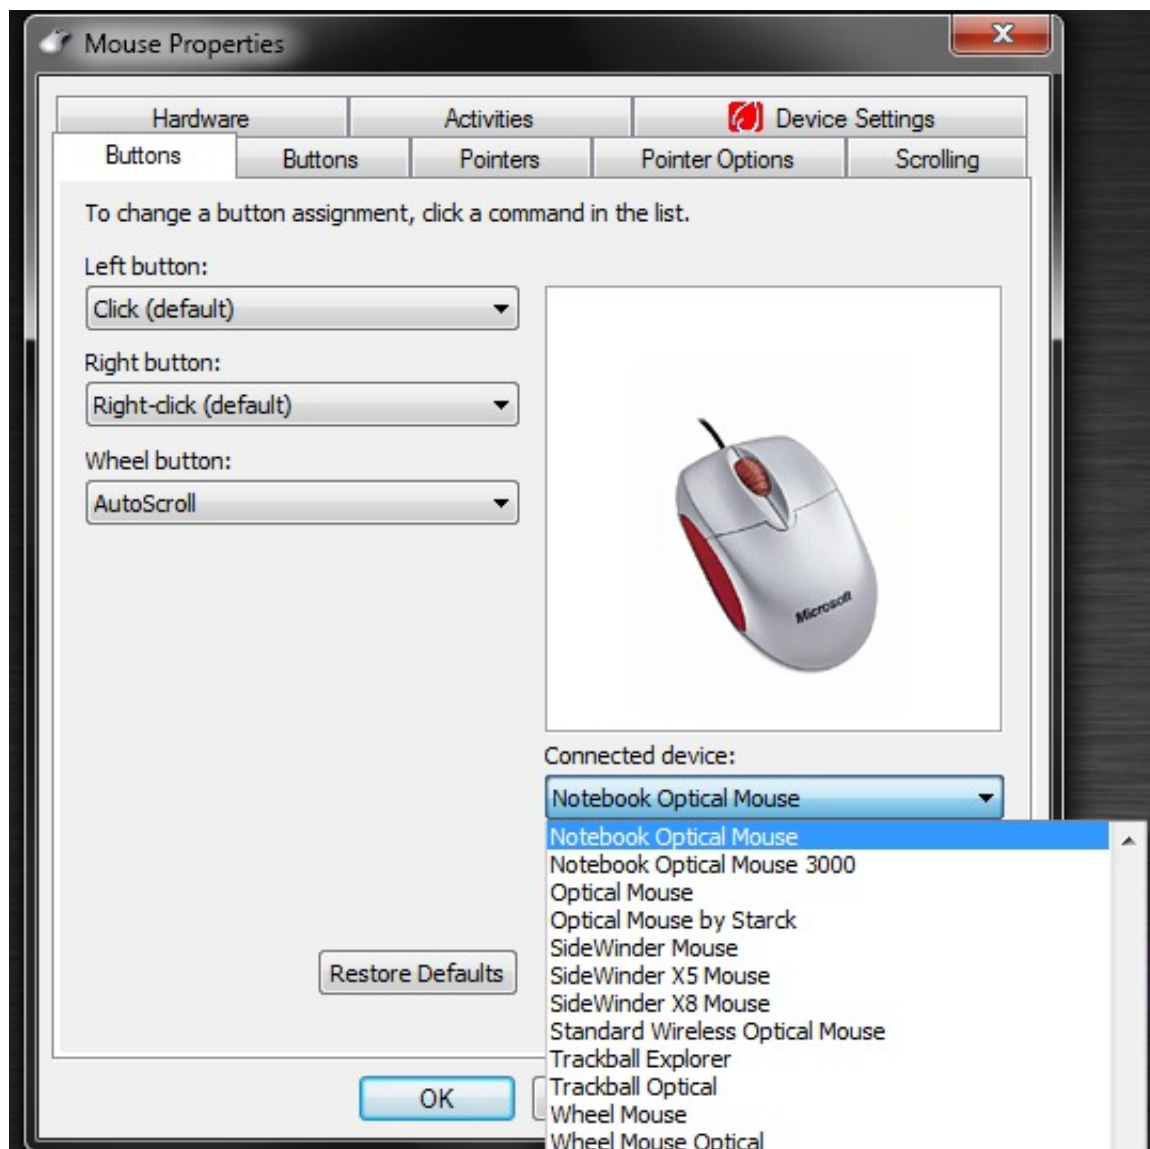 Mouse Properties
Hardware Activities Device Settings
Buttons Buttons Pointers Pointer Options Scrolling
To change a button assignment, click a command in the list.
Left button:
Click (default)
Right button:
Right-click (default)
Wheel button:
AutoScroll
Microsoft
Connected device:
Notebook Optical Mouse
Notebook Optical Mouse
Notebook Optical Mouse 3000
Optical Mouse
Optical Mouse by Starck
SideWinder Mouse
SideWinder X5 Mouse
SideWinder X8 Mouse
Standard Wireless Optical Mouse
Trackball Explorer
Trackball Optical
Wheel Mouse
Wheel Mouse Optical
Restore Defaults
OK